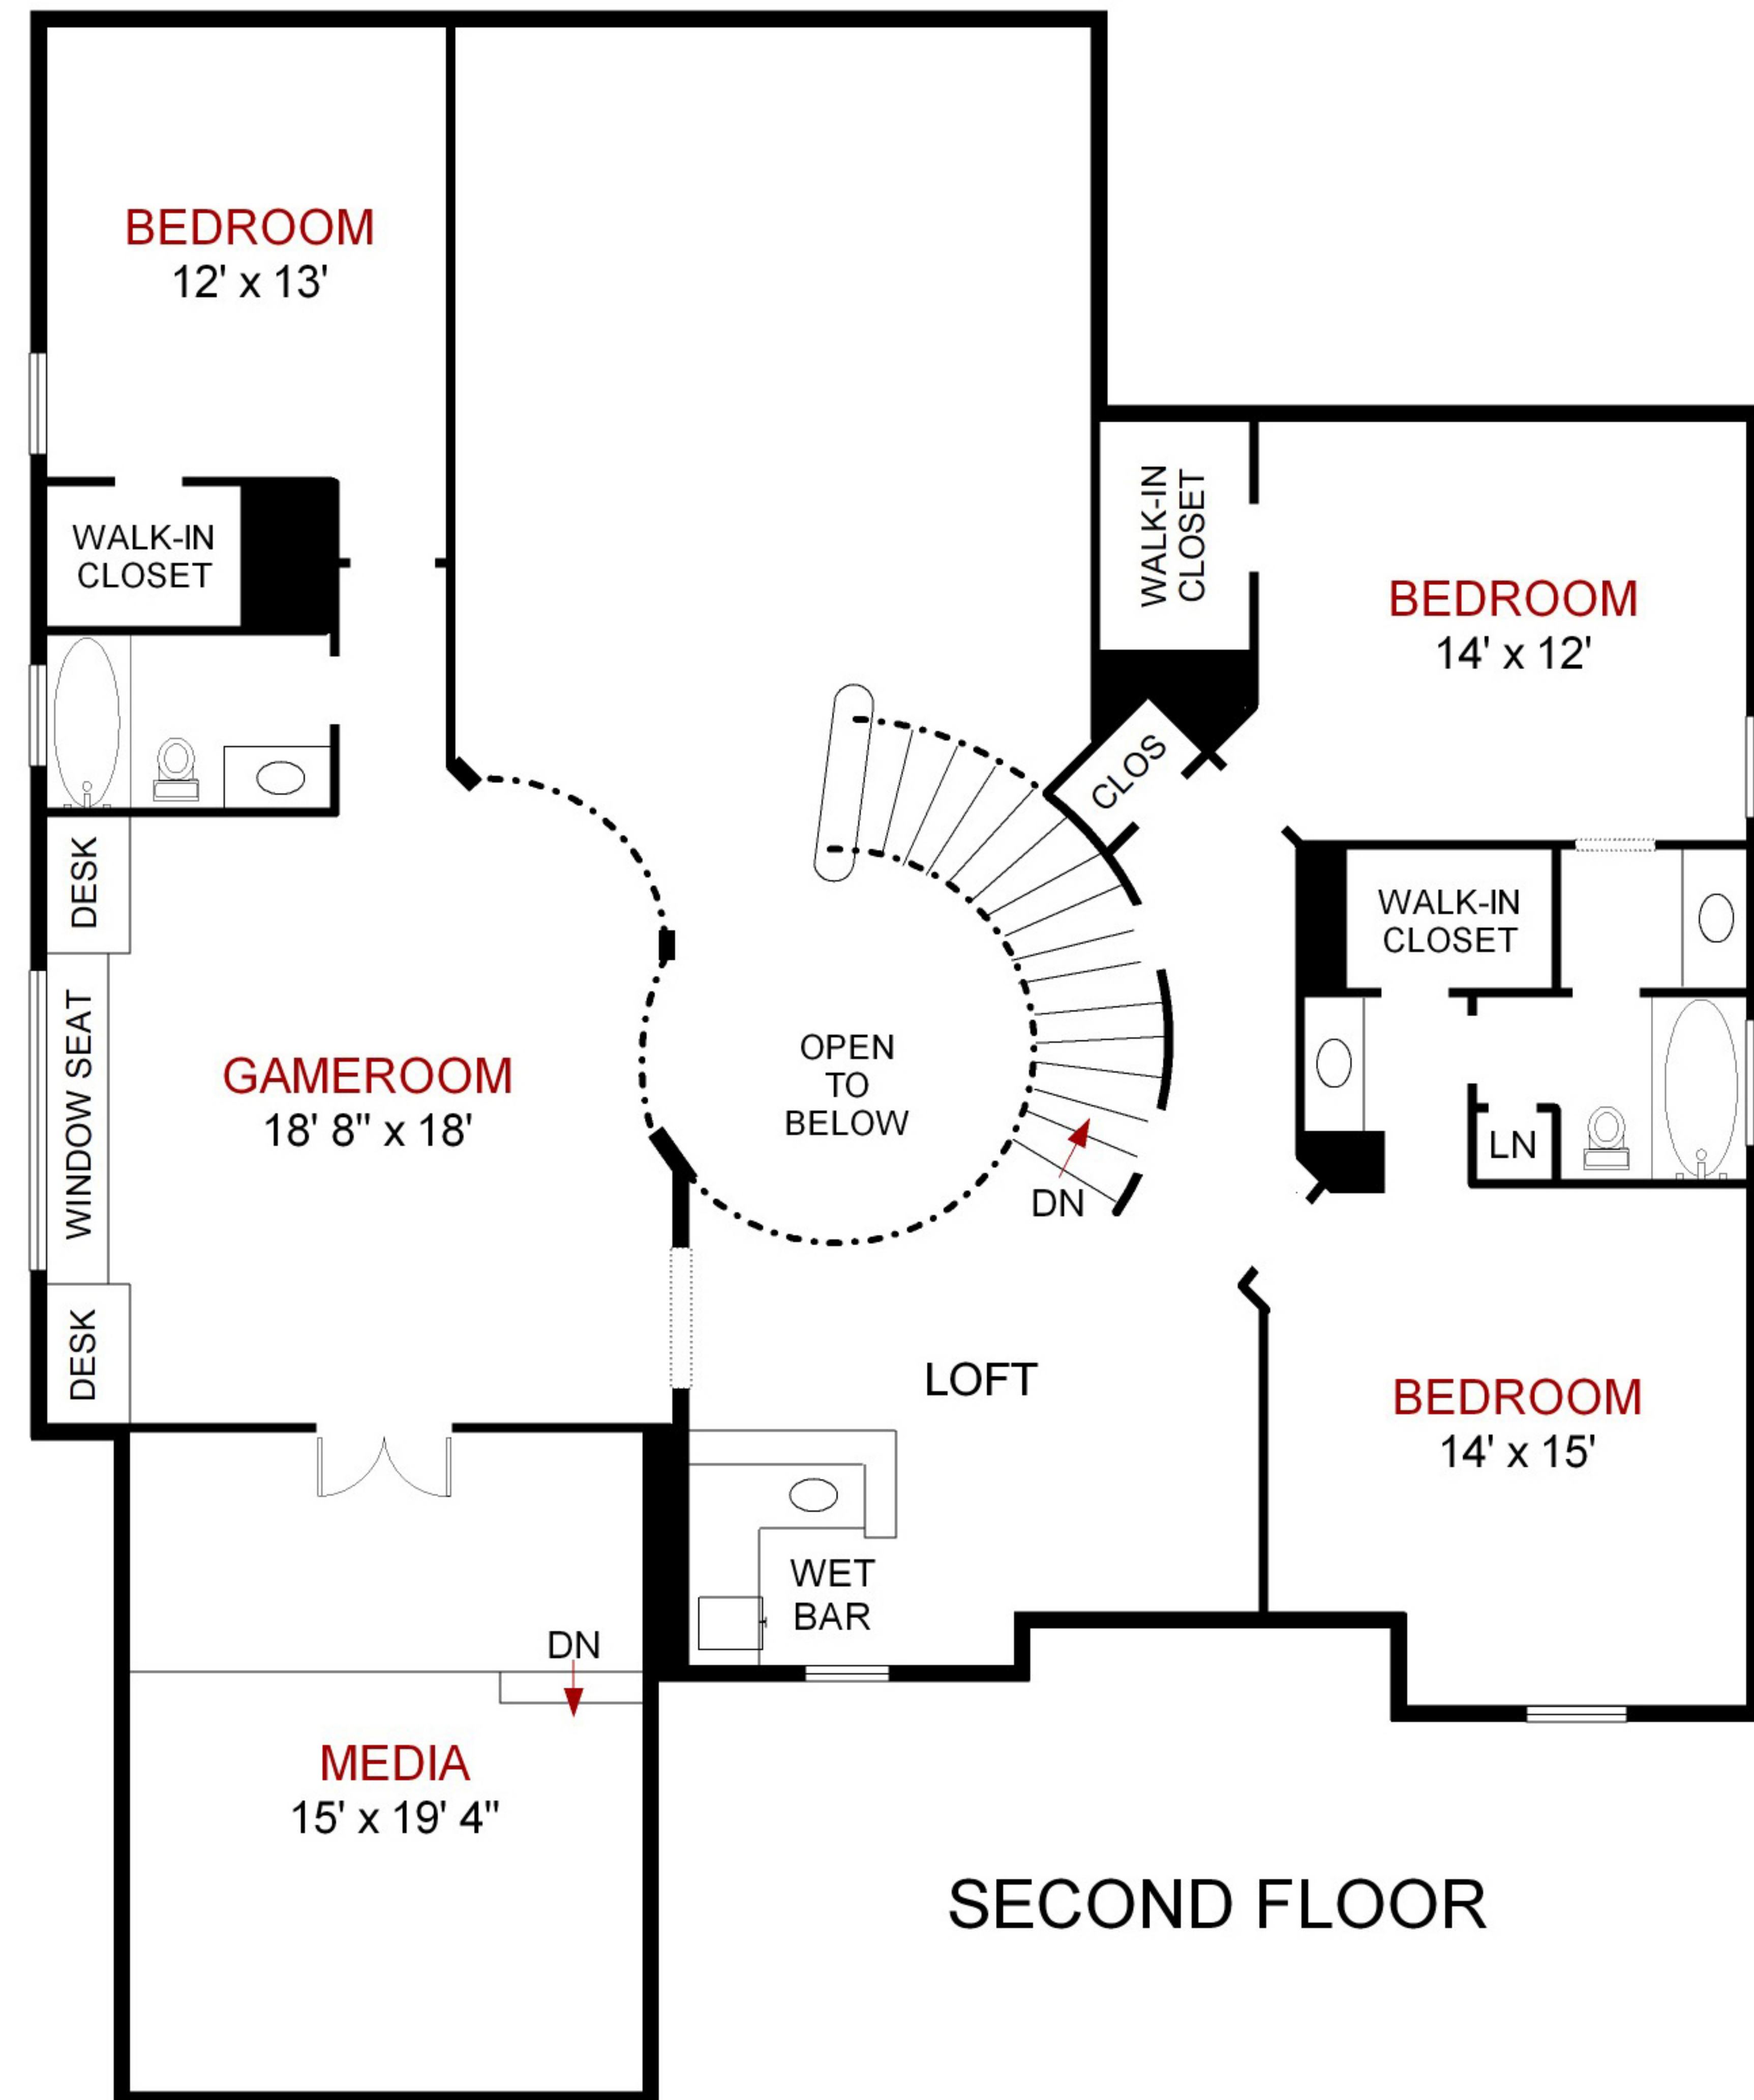 BEDROOM
12' x 13'
WALK-IN
CLOSET
WALK-IN
CLOSET
BEDROOM
14' x 12'
CLOS
DESK
WALK-IN
CLOSET
WINDOW SEAT
GAMEROOM
18' 8" x 18'
OPEN
TO
BELOW
LN
DN
DESK
LOFT
BEDROOM
14' x 15'
WET
BAR
DN
MEDIA
15' x 19' 4"
SECOND FLOOR